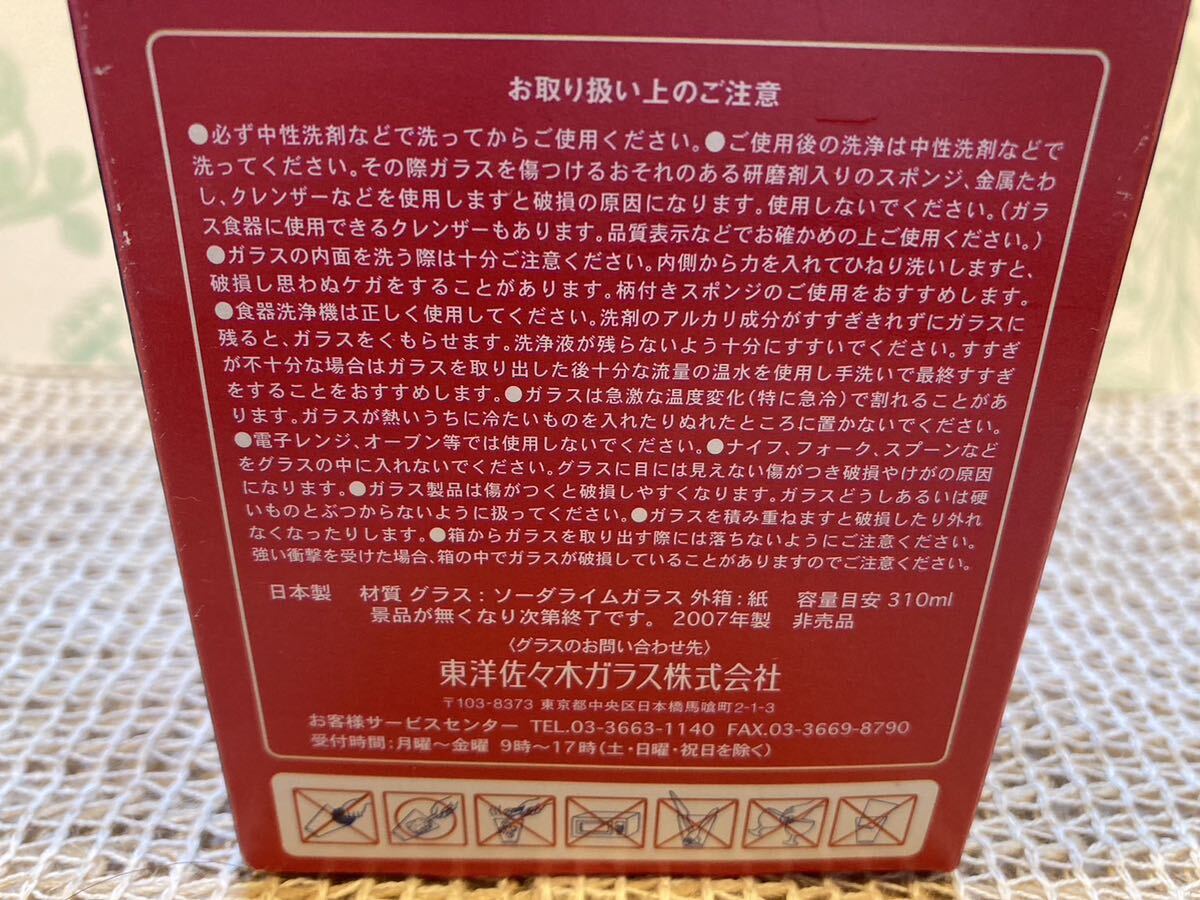 お取り扱い上のご注意
●必ず中性洗剤などで洗ってからご使用ください。●ご使用後の洗浄は中性洗剤などで
洗ってください。その際ガラスを傷つけるおそれのある研磨剤入りのスポンジ、金属たわ
し、クレンザーなどを使用しますと破損の原因になります。使用しないでください。（ガラ
ス食器に使用できるクレンザーもあります。品質表示などでお確かめの上ご使用ください。）
●ガラスの内面を洗う際は十分ご注意ください。内側から力を入れてひねり洗いしますと、
破損し思わぬケガをすることがあります。柄付きスポンジのご使用をおすすめします。
●食器洗浄機は正しく使用してください。洗剤のアルカリ成分がすすぎきれずにガラスに
残ると、ガラスをくもらせます。洗浄液が残らないよう十分にすすいでください。すすぎ
が不十分な場合はガラスを取り出した後十分な流量の温水を使用し手洗いで最終すすぎ
をすることをおすすめします。●ガラスは急激な温度変化（特に急冷）で割れることがあ
ります。ガラスが熱いうちに冷たいものを入れたりぬれたところに置かないでください。
●電子レンジ、オーブン等では使用しないでください。●ナイフ、フォーク、スプーンなど
をグラスの中に入れないでください。グラスに目には見えない傷がつき破損やけがの原因
になります。●ガラス製品は傷がつくと破損しやすくなります。ガラスどうしあるいは硬
いものとぶつからないように扱ってください。●ガラスを積み重ねますと破損したり外れ
なくなったりします。●箱からガラスを取り出す際には落ちないようにご注意ください。
強い衝撃を受けた場合、箱の中でガラスが破損していることがありますのでご注意ください。
日本製 材質 グラス：ソーダライムガラス 外箱：紙 容量目安 310ml
景品が無くなり次第終了です。 2007年製 非売品
〈グラスのお問い合わせ先〉
東洋佐々木ガラス株式会社
〒103-8373 東京都中央区日本橋馬喰町2-1-3
お客様サービスセンター TEL.03-3663-1140 FAX.03-3669-8790
受付時間：月曜〜金曜 9時〜17時（土・日曜・祝日を除く）